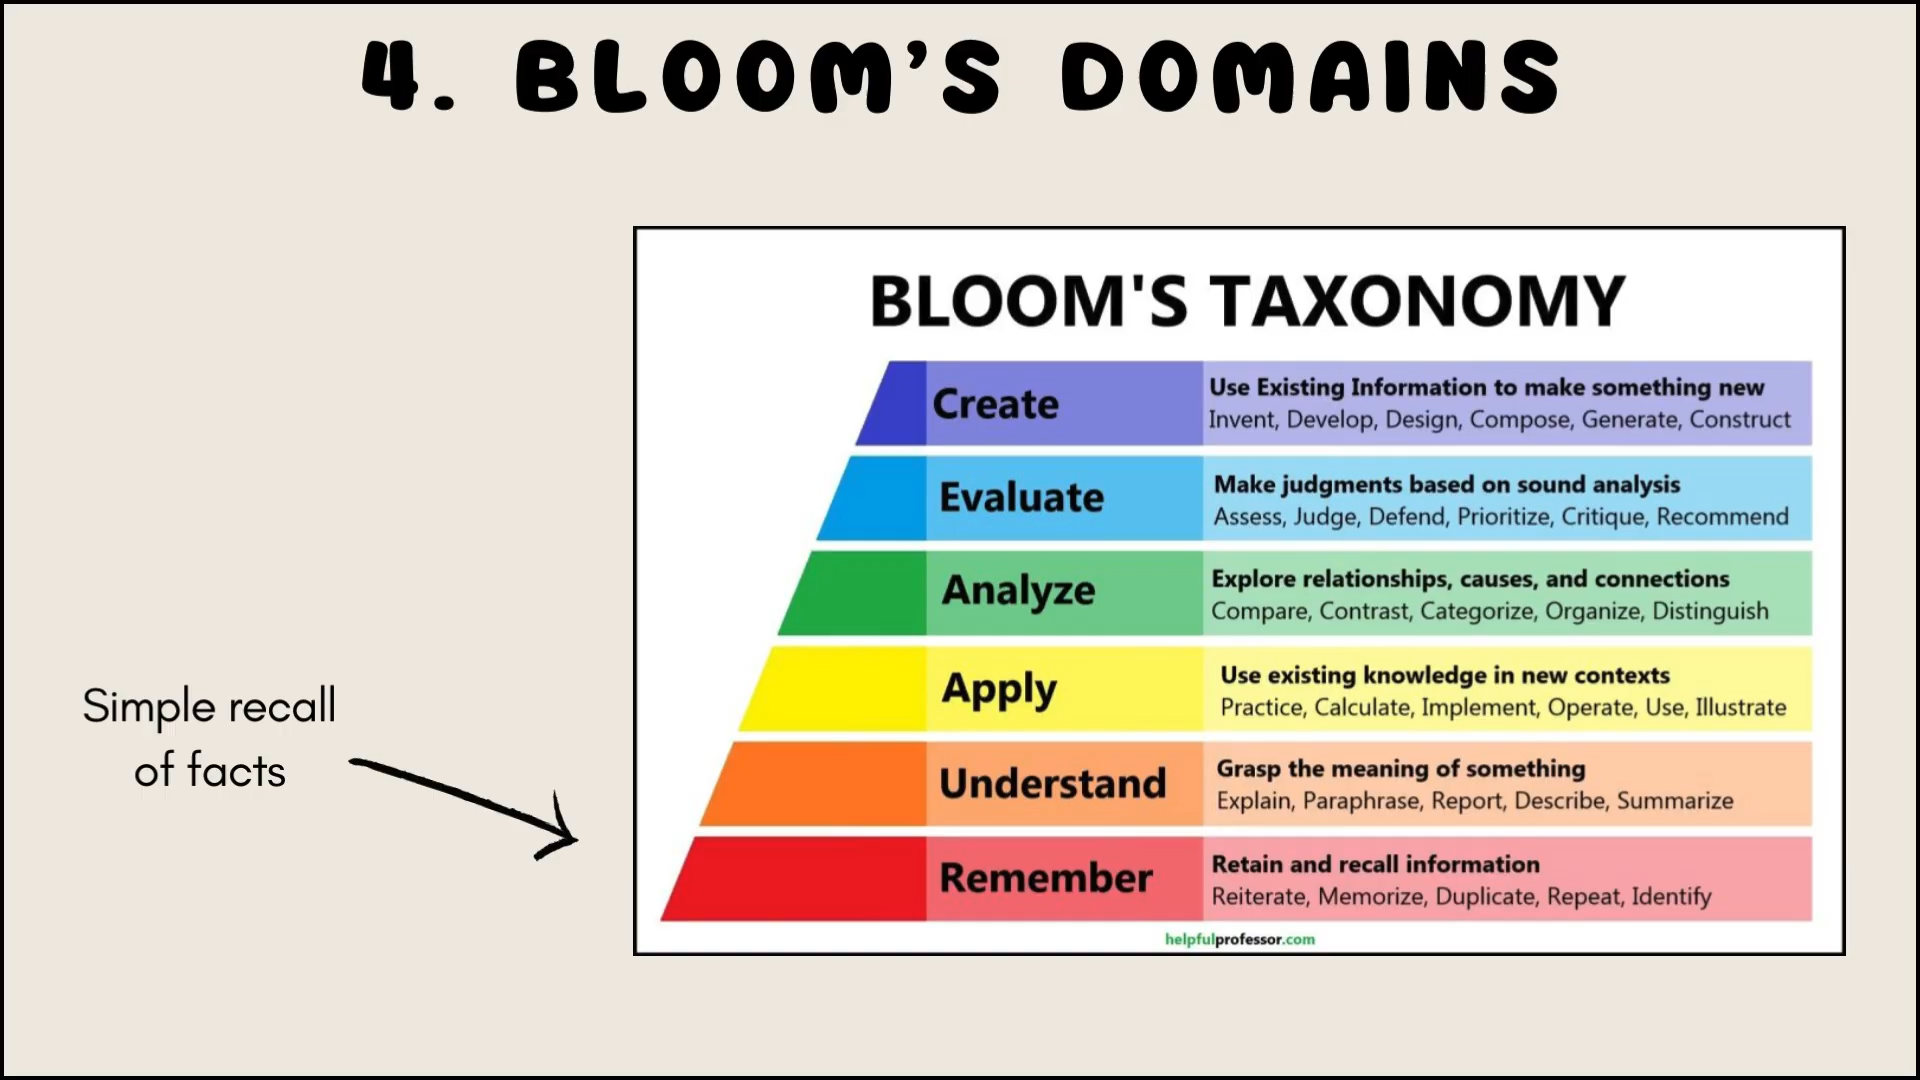 4. BLOOM'S DOMAINS
Simple recall
of facts
BLOOM'S TAXONOMY
Create
Use Existing Information to make something new
Invent, Develop, Design, Compose, Generate, Construct
Evaluate
Make judgments based on sound analysis
Assess, Judge, Defend, Prioritize, Critique, Recommend
Analyze
Explore relationships, causes, and connections
Compare, Contrast, Categorize, Organize, Distinguish
Apply
Use existing knowledge in new contexts
Practice, Calculate, Implement, Operate, Use, Illustrate
Understand
Grasp the meaning of something
Explain, Paraphrase, Report, Describe, Summarize
Remember
Retain and recall information
Reiterate, Memorize, Duplicate, Repeat, Identify
helpfulprofessor.com